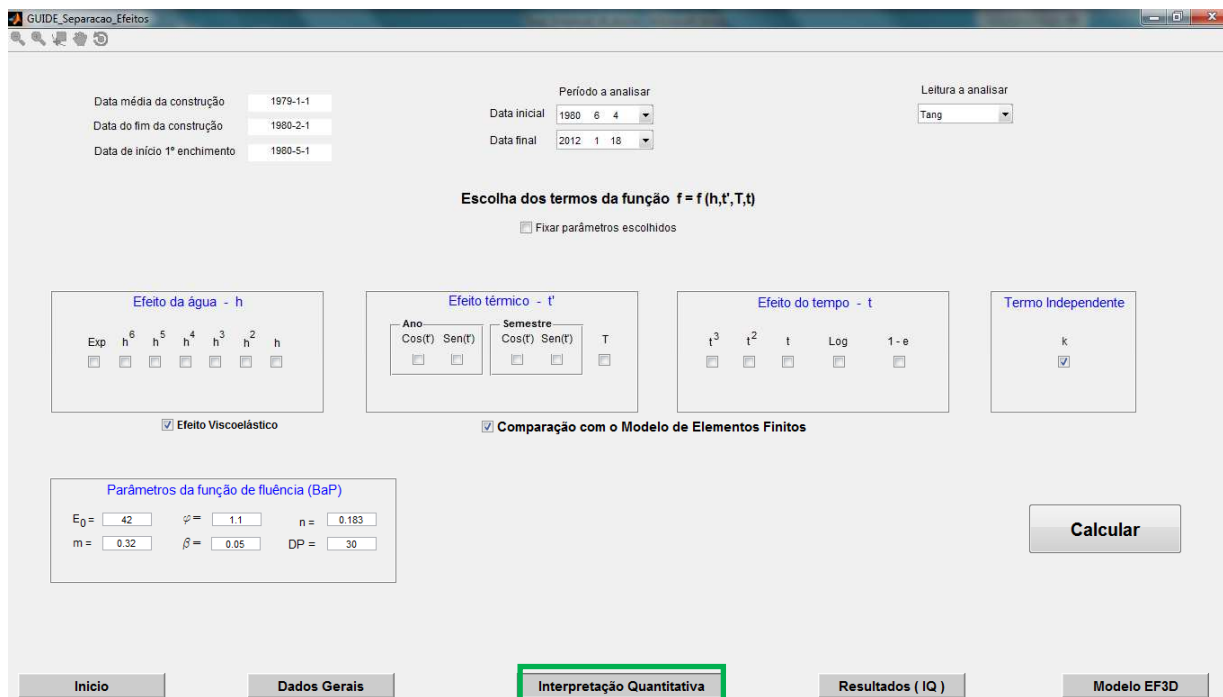 GUIDE_Separacao_Efeitos
Período a analisar
Leitura a analisar
Data média da construção 1979-1-1
Data inicial 1980 6 4
Tang
Data do fim da construção 1980-2-1
Data final 2012 1 18
Data de início 1º enchimento 1980-5-1
Escolha dos termos da função f = f (h,t',T,t)
Fixar parâmetros escolhidos
Efeito da água - h
Exp h⁶ h⁵ h⁴ h³ h² h
Efeito Viscoelástico
Efeito térmico - t'
Ano
Cos(t') Sen(t')
Semestre
Cos(t') Sen(t')
T
Comparação com o Modelo de Elementos Finitos
Efeito do tempo - t
t³ t² t Log 1 - e
Termo Independente
k
Parâmetros da função de fluência (BaP)
E₀ = 42 φ = 1.1 n = 0.183
m = 0.32 β = 0.05 DP = 30
Calcular
Inicio
Dados Gerais
Interpretação Quantitativa
Resultados ( IQ )
Modelo EF3D